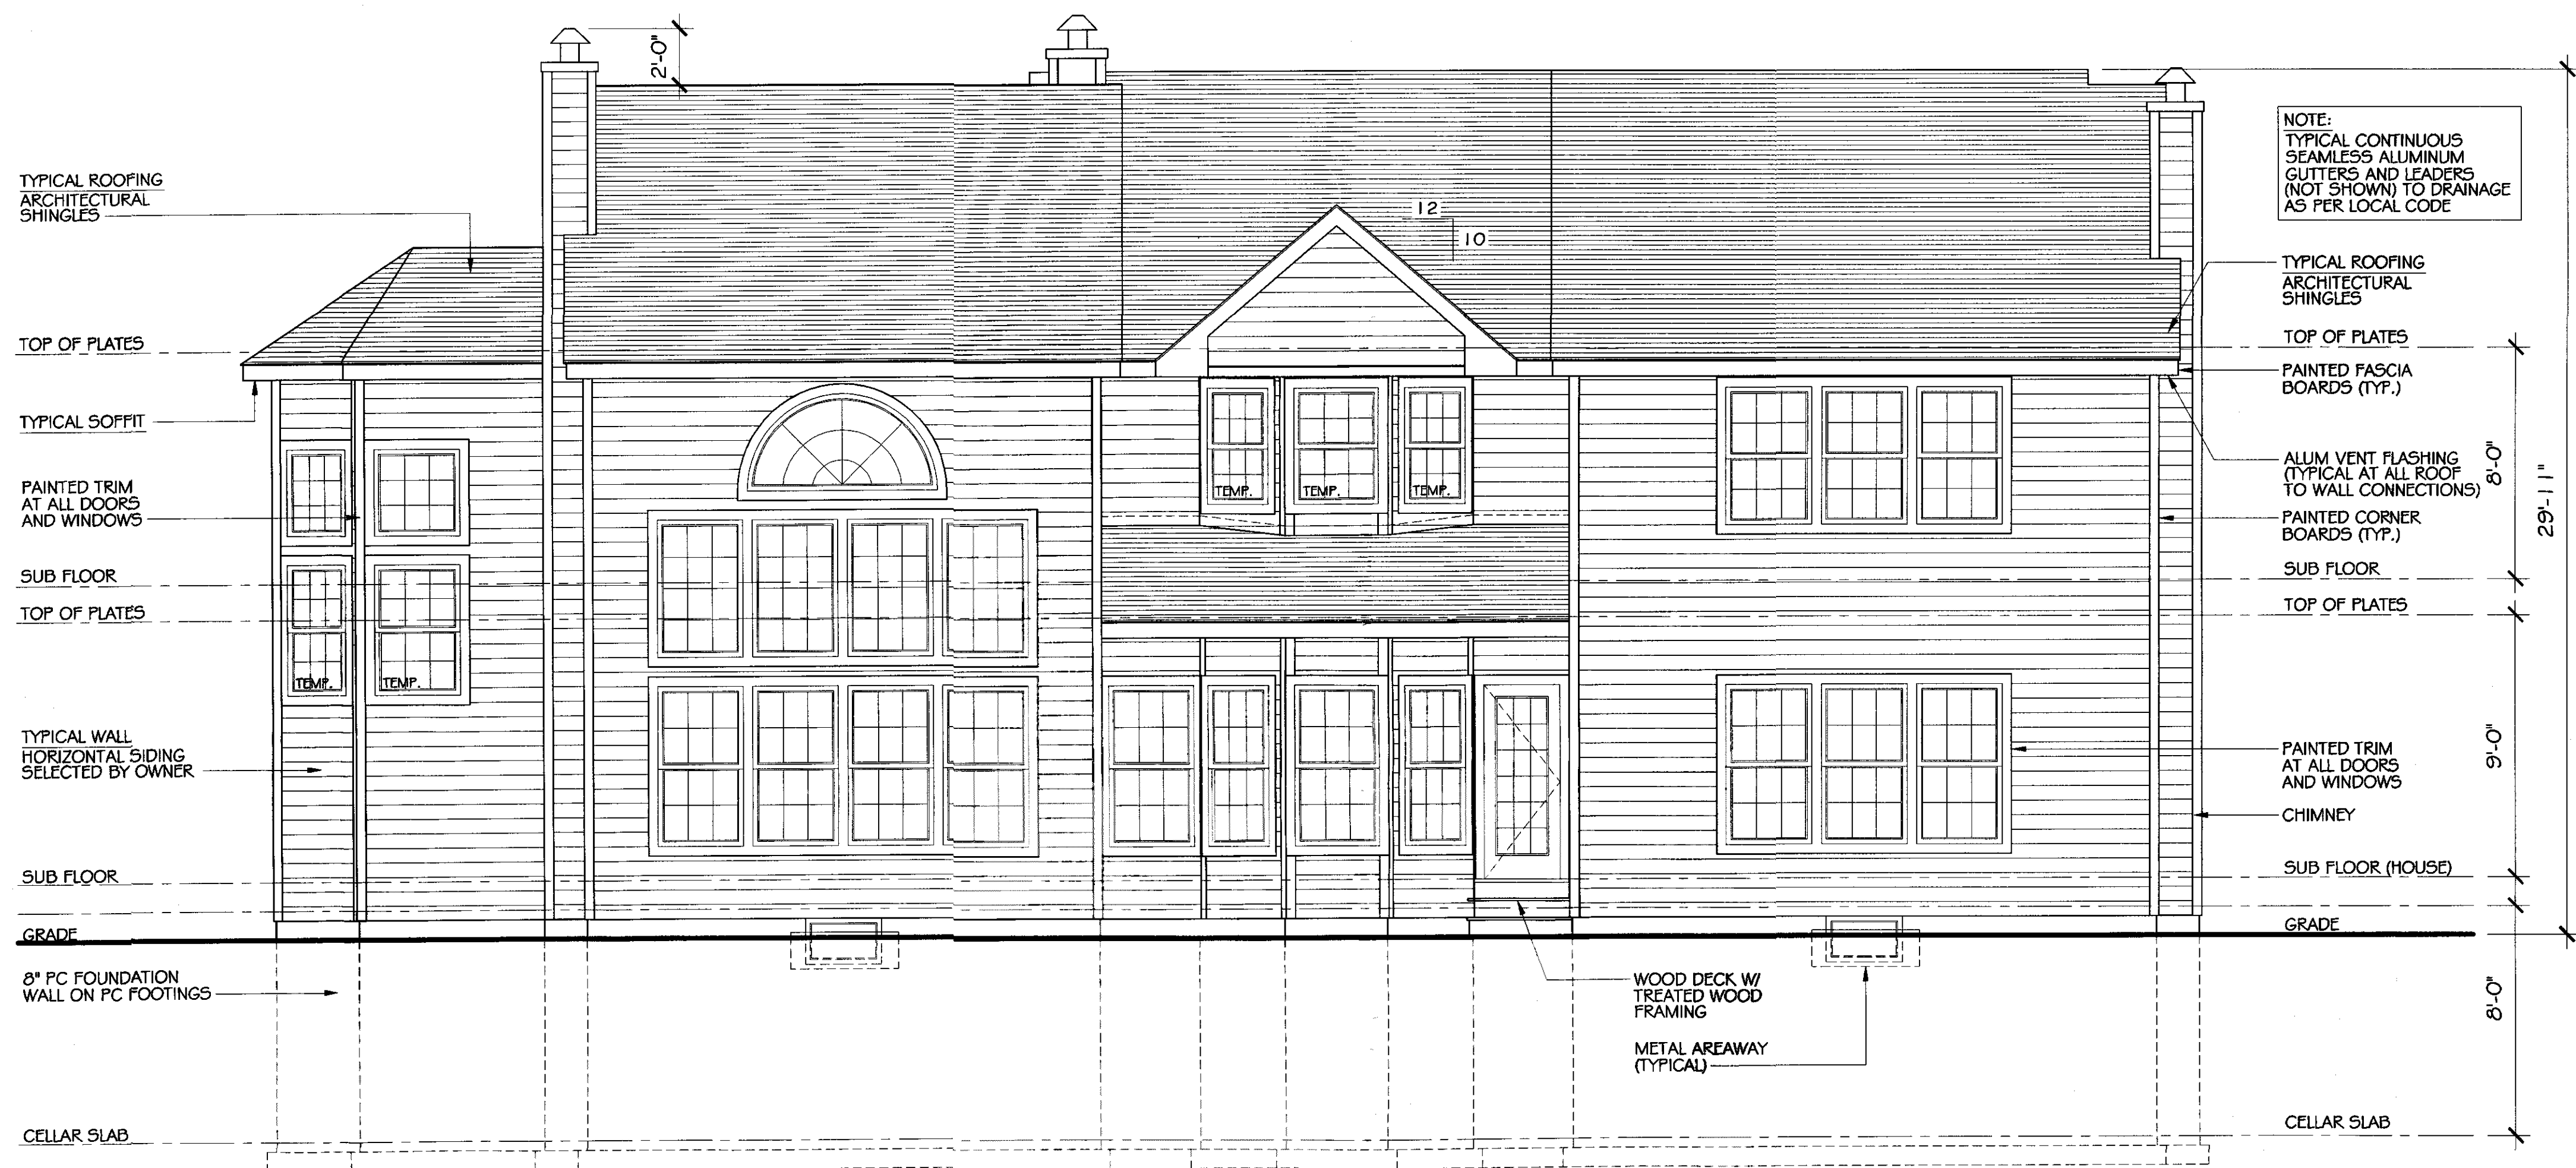 2'-0"
NOTE:
TYPICAL CONTINUOUS
SEAMLESS ALUMINUM
GUTTERS AND LEADERS
(NOT SHOWN) TO DRAINAGE
AS PER LOCAL CODE
TYPICAL ROOFING
ARCHITECTURAL
SHINGLES
12
10
TYPICAL ROOFING
ARCHITECTURAL
SHINGLES
TOP OF PLATES
TOP OF PLATES
PAINTED FASCIA
BOARDS (TYP.)
TYPICAL SOFFIT
ALUM VENT FLASHING
(TYPICAL AT ALL ROOF
TO WALL CONNECTIONS)
8'-0"
29'-11"
PAINTED TRIM
AT ALL DOORS
AND WINDOWS
TEMP.
TEMP.
TEMP.
PAINTED CORNER
BOARDS (TYP.)
SUB FLOOR
SUB FLOOR
TOP OF PLATES
TOP OF PLATES
TEMP.
TEMP.
TYPICAL WALL
HORIZONTAL SIDING
SELECTED BY OWNER
PAINTED TRIM
AT ALL DOORS
AND WINDOWS
9'-0"
CHIMNEY
SUB FLOOR
SUB FLOOR (HOUSE)
GRADE
GRADE
8" PC FOUNDATION
WALL ON PC FOOTINGS
WOOD DECK W/
TREATED WOOD
FRAMING
8'-0"
METAL AREAWAY
(TYPICAL)
CELLAR SLAB
CELLAR SLAB